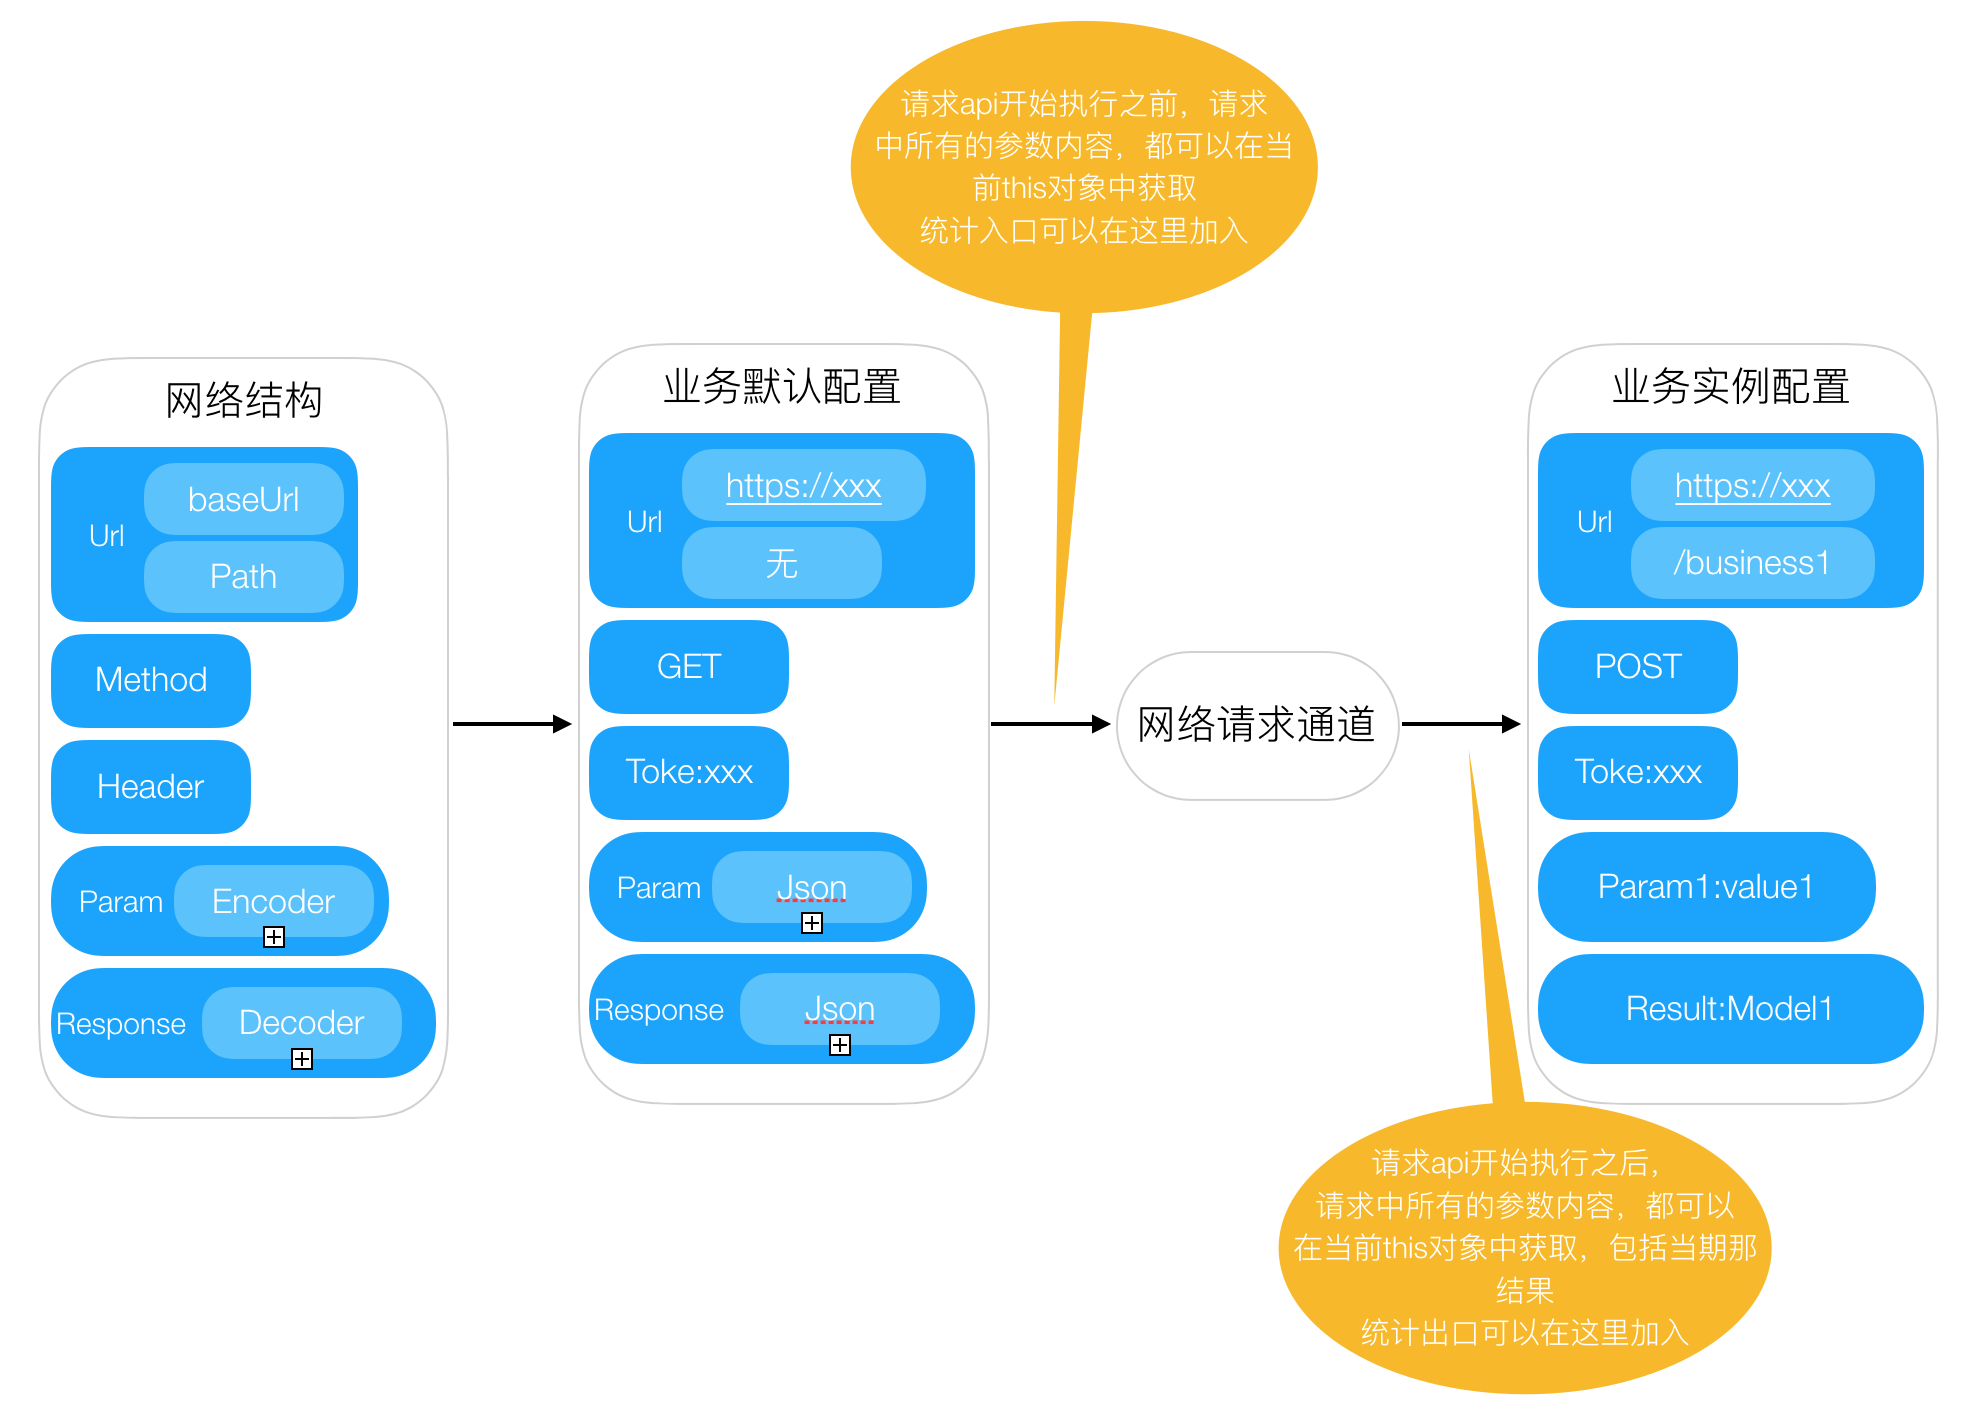 请求api开始执行之前，请求
中所有的参数内容，都可以在当
前this对象中获取
统计入口可以在这里加入
网络结构
Url
baseUrl
Path
Method
Header
Param
Encoder
Response
Decoder
业务默认配置
Url
https://xxx
无
GET
Toke:xxx
Param
Json
Response
Json
网络请求通道
业务实例配置
Url
https://xxx
/business1
POST
Toke:xxx
Param1:value1
Result:Model1
请求api开始执行之后，
请求中所有的参数内容，都可以
在当前this对象中获取，包括当期那
结果
统计出口可以在这里加入